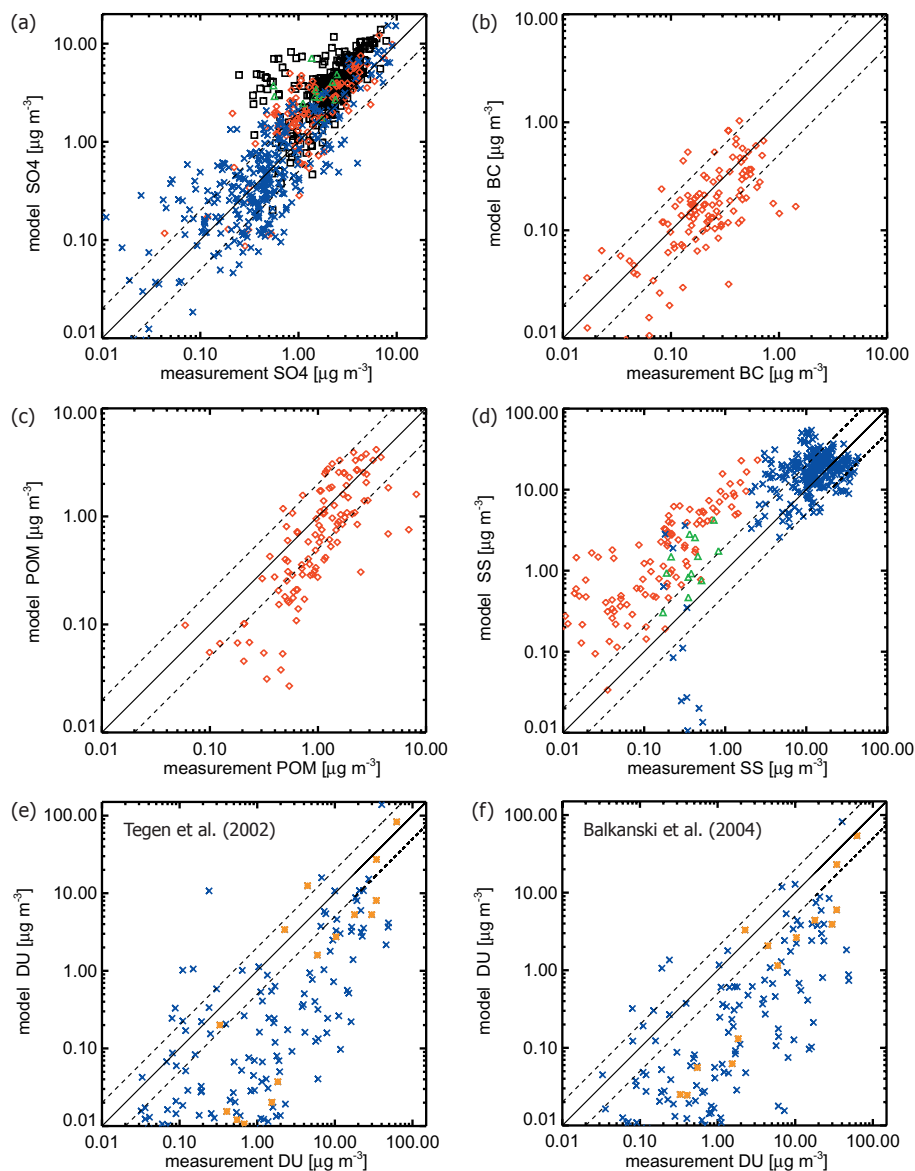 (a)
10.00
1.00
0.10
0.01
model SO4 [µg m⁻³]
0.01 0.10 1.00 10.00
measurement SO4 [µg m⁻³]
(b)
10.00
1.00
0.10
0.01
model BC [µg m⁻³]
0.01 0.10 1.00 10.00
measurement BC [µg m⁻³]
(c)
10.00
1.00
0.10
0.01
model POM [µg m⁻³]
0.01 0.10 1.00 10.00
measurement POM [µg m⁻³]
(d)
100.00
10.00
1.00
0.10
0.01
model SS [µg m⁻³]
0.01 0.10 1.00 10.00 100.00
measurement SS [µg m⁻³]
(e)
Tegen et al. (2002)
100.00
10.00
1.00
0.10
0.01
model DU [µg m⁻³]
0.01 0.10 1.00 10.00 100.00
measurement DU [µg m⁻³]
(f)
Balkanski et al. (2004)
100.00
10.00
1.00
0.10
0.01
model DU [µg m⁻³]
0.01 0.10 1.00 10.00 100.00
measurement DU [µg m⁻³]